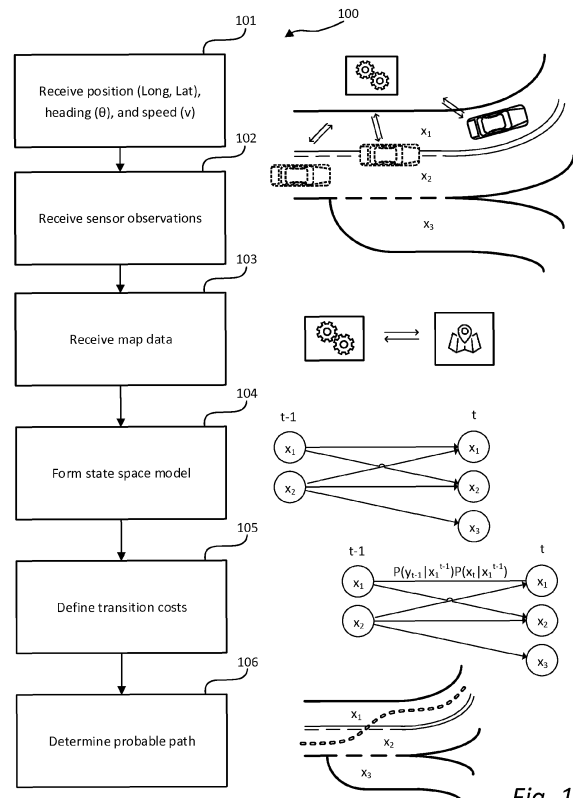 100
101
Receive position (Long, Lat),
heading (θ), and speed (v)
102
Receive sensor observations
x₁
x₂
x₃
103
Receive map data
104
Form state space model
t-1
t
x₁
x₁
x₂
x₂
x₃
105
Define transition costs
t-1
t
P(yₜ₋₁|x₁ᵗ⁻¹)P(xₜ|x₁ᵗ⁻¹)
x₁
x₁
x₂
x₂
x₃
106
Determine probable path
x₁
x₂
x₃
Fig. 1